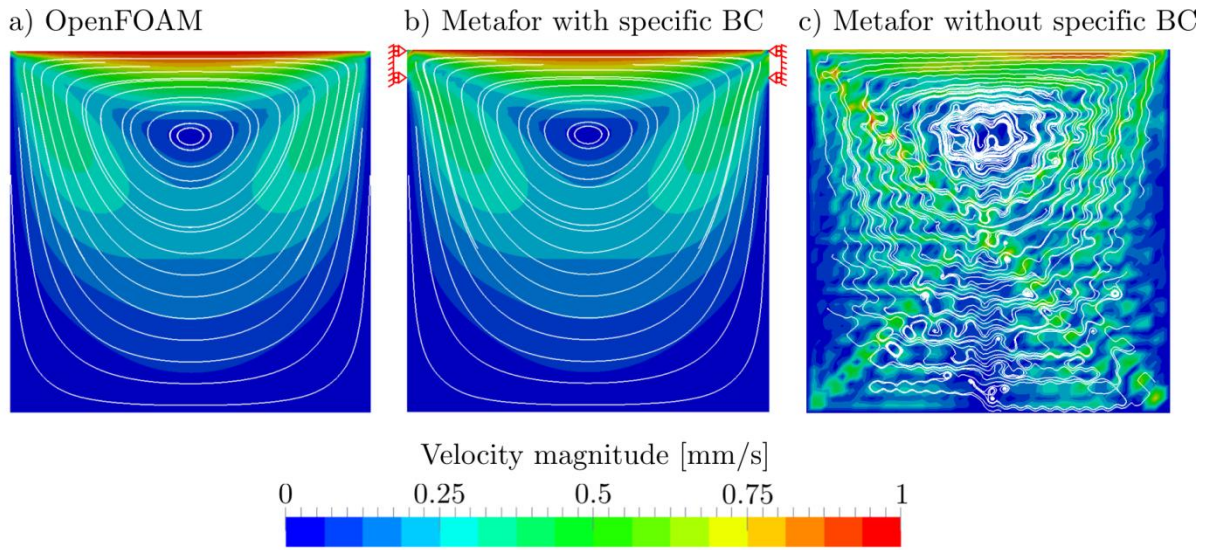 a) OpenFOAM
b) Metafor with specific BC
c) Metafor without specific BC
Velocity magnitude [mm/s]
0 0.25 0.5 0.75 1